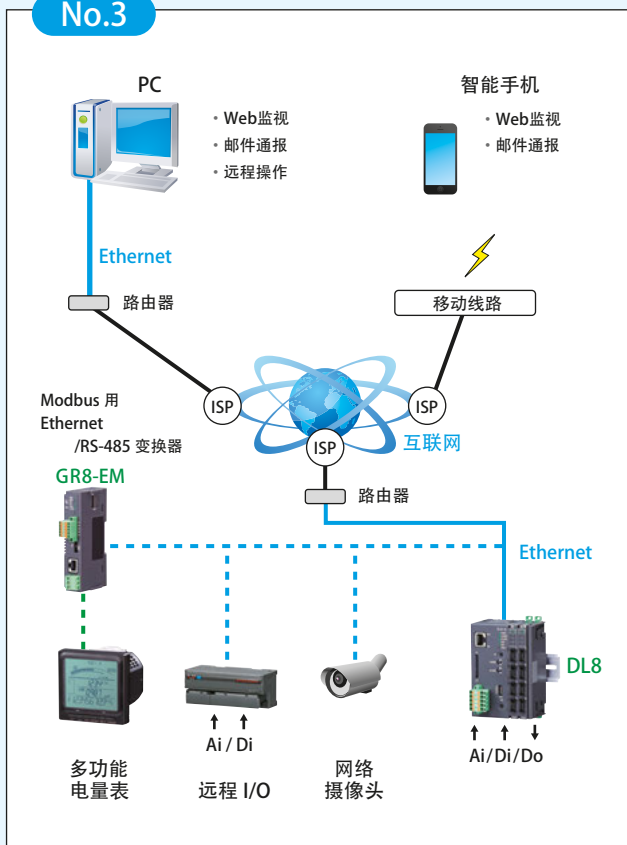 No.3
PC
・Web监视
・邮件通报
・远程操作
智能手机
・Web监视
・邮件通报
Ethernet
路由器
移动线路
ISP
ISP
ISP
互联网
Modbus 用
Ethernet
/RS-485 变换器
GR8-EM
路由器
Ethernet
DL8
Ai / Di
Ai/Di/Do
多功能
电量表
远程 I/O
网络
摄像头